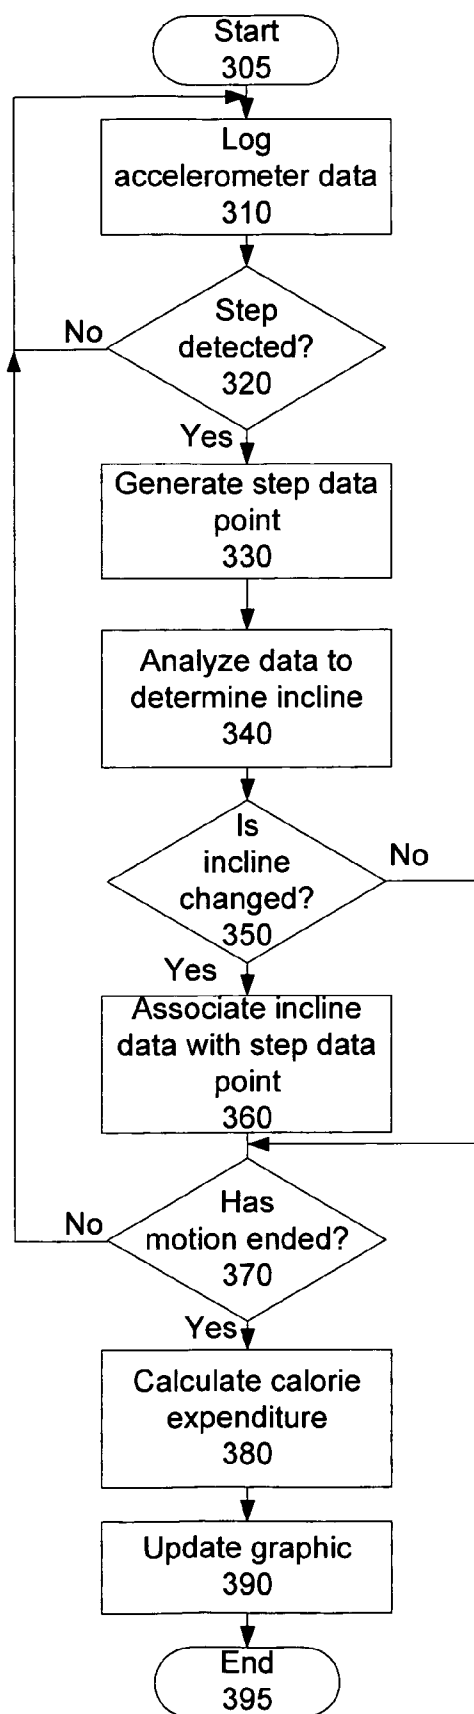 Start
305
Log
accelerometer data
310
Step
detected?
320
No
Yes
Generate step data
point
330
Analyze data to
determine incline
340
Is
incline
changed?
350
No
Yes
Associate incline
data with step data
point
360
Has
motion ended?
370
No
Yes
Calculate calorie
expenditure
380
Update graphic
390
End
395